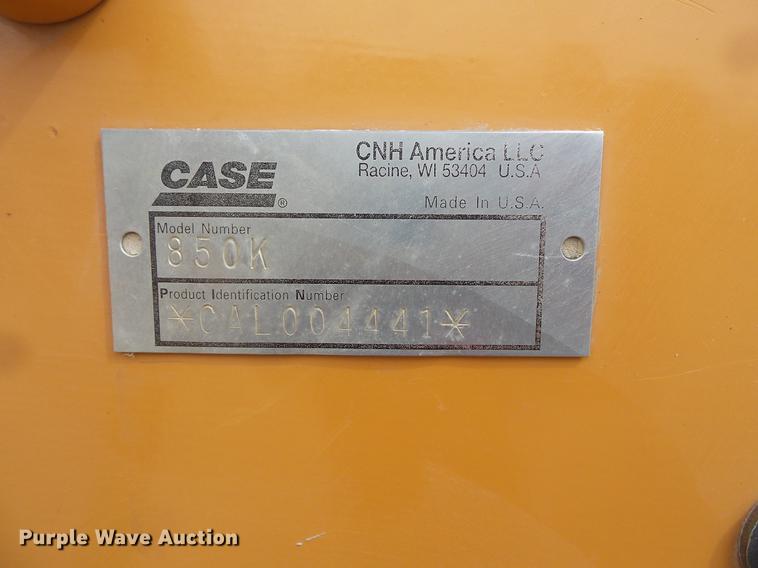 CASE®
CNH America LLC
Racine, WI 53404 U.S.A
Made In U.S.A.
Model Number
850K
Product Identification Number
*CAL004441*
Purple Wave Auction